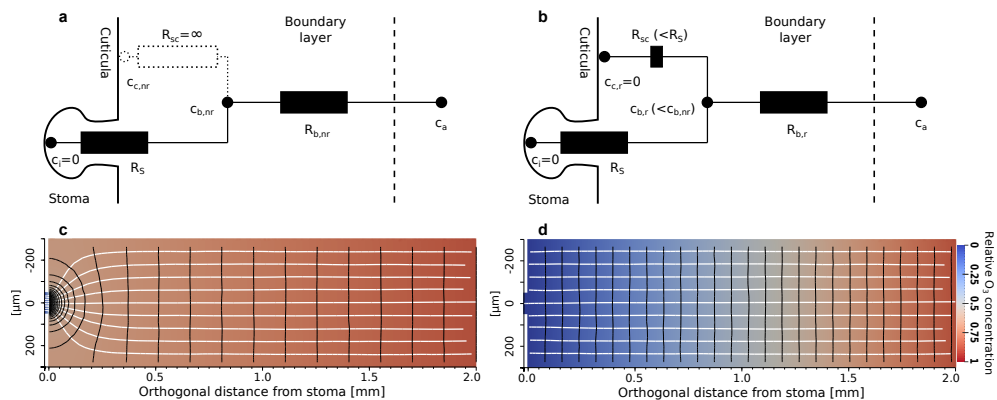 a
Boundary
layer
Cuticula
R_sc=∞
c_c,nr
c_b,nr
R_b,nr
c_a
c_i=0
R_S
Stoma
b
Boundary
layer
Cuticula
R_sc (<R_S)
c_c,r=0
c_b,r (<c_b,nr)
R_b,r
c_a
c_i=0
R_S
Stoma
c
-200
0
200
[µm]
0.0
0.5
1.0
1.5
2.0
Orthogonal distance from stoma [mm]
d
-200
0
200
[µm]
0.0
0.5
1.0
1.5
2.0
Orthogonal distance from stoma [mm]
0
0.25
0.5
0.75
1
Relative O₃ concentration